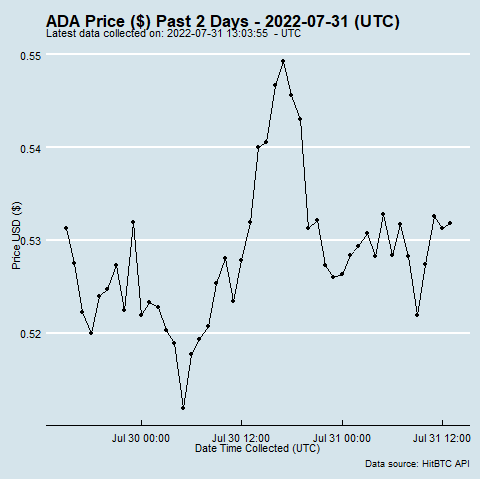 ADA Price ($) Past 2 Days - 2022-07-31 (UTC)
Latest data collected on: 2022-07-31 13:03:55 - UTC
0.55
0.54
0.53
0.52
Price USD ($)
Jul 30 00:00
Jul 30 12:00
Jul 31 00:00
Jul 31 12:00
Date Time Collected (UTC)
Data source: HitBTC API